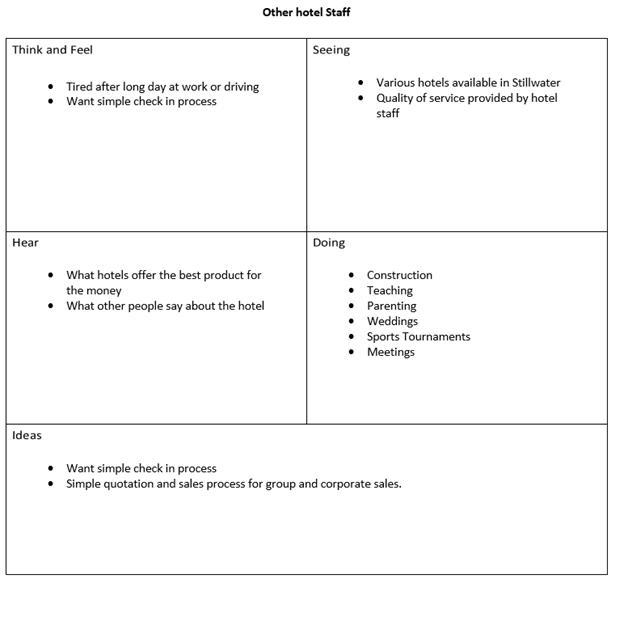 Other hotel Staff
Think and Feel
• Tired after long day at work or driving
• Want simple check in process
Seeing
• Various hotels available in Stillwater
• Quality of service provided by hotel
staff
Hear
• What hotels offer the best product for
the money
• What other people say about the hotel
Doing
• Construction
• Teaching
• Parenting
• Weddings
• Sports Tournaments
• Meetings
Ideas
• Want simple check in process
• Simple quotation and sales process for group and corporate sales.